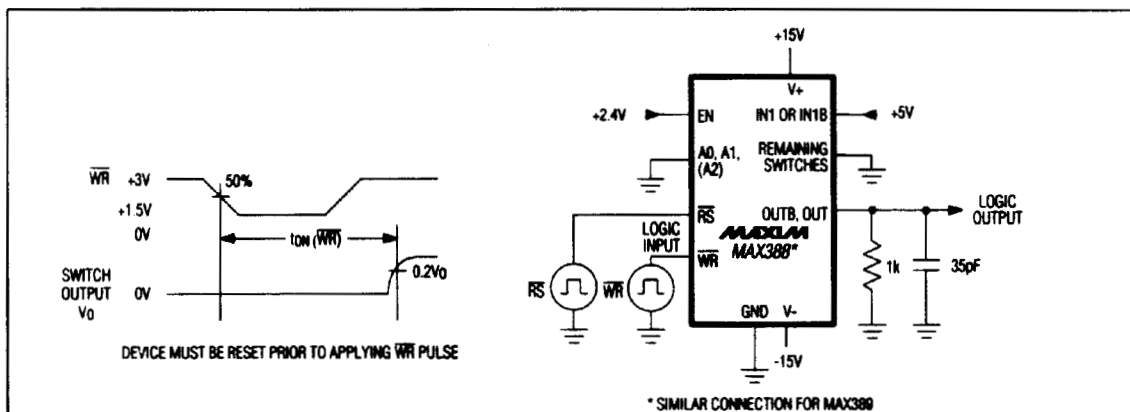 WR +3V
50%
+1.5V
0V
tON (WR)
0.2VO
SWITCH
OUTPUT
VO
0V
DEVICE MUST BE RESET PRIOR TO APPLYING WR PULSE
+15V
V+
+2.4V
EN
IN1 OR IN1B
+5V
A0, A1,
(A2)
REMAINING
SWITCHES
RS
OUTB, OUT
LOGIC
OUTPUT
LOGIC
INPUT
MAXIM
MAX388*
WR
1k
35pF
RS
WR
GND
V-
-15V
* SIMILAR CONNECTION FOR MAX389